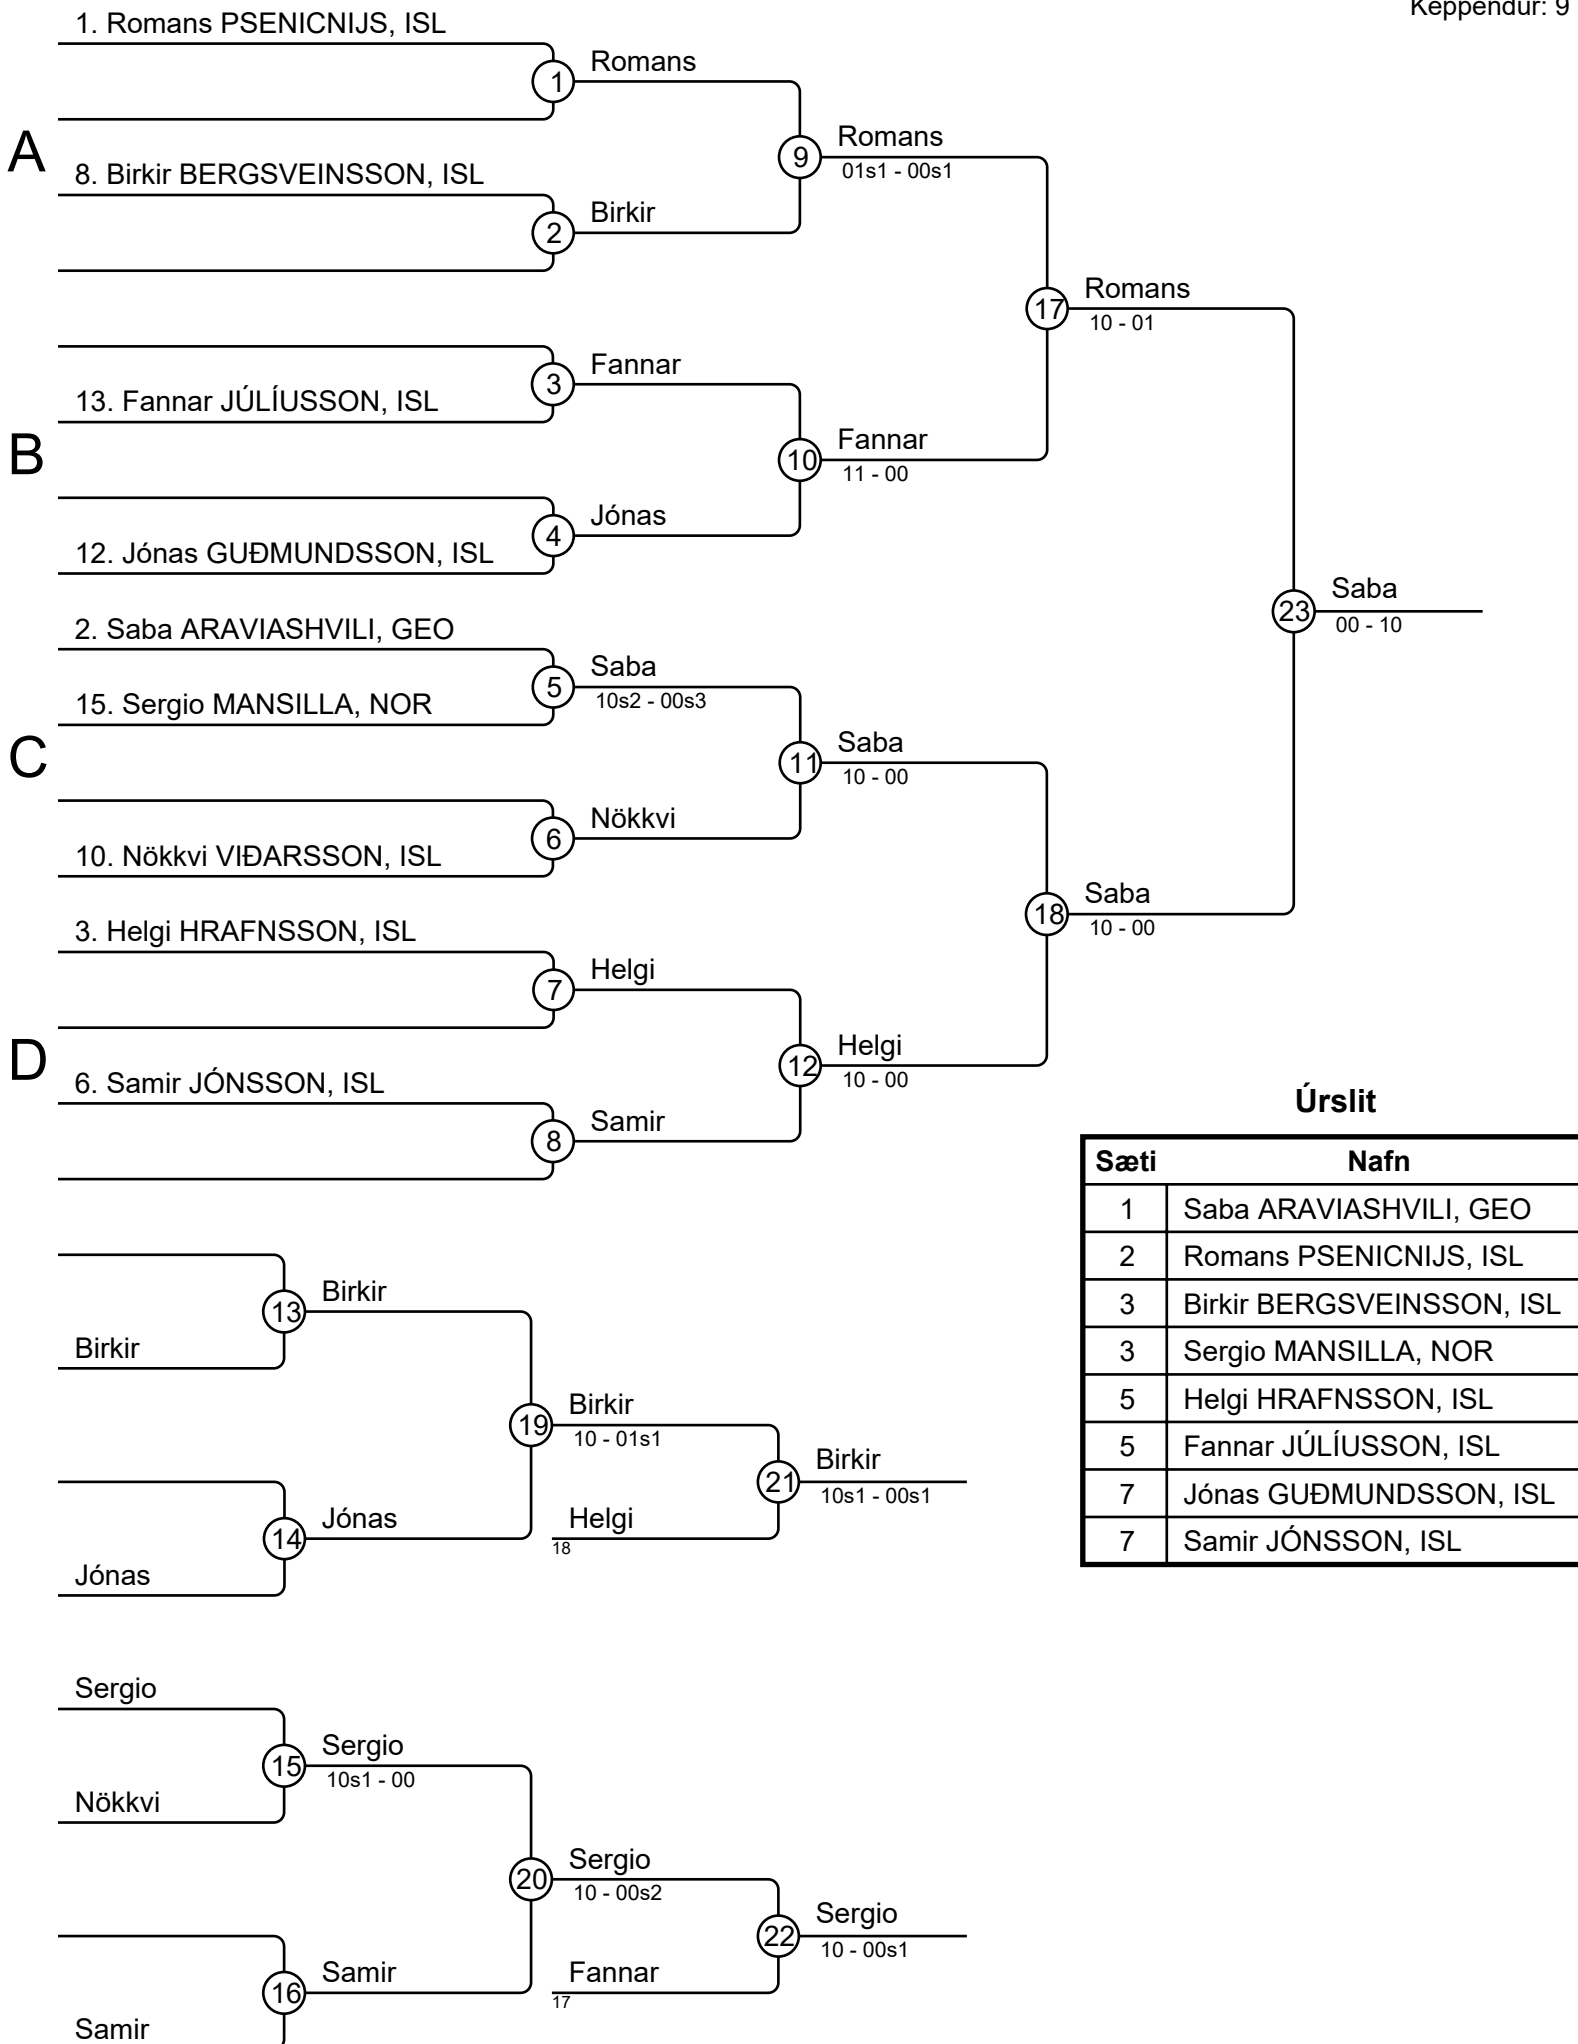 Keppendur: 9
1. Romans PSENICNIJS, ISL
1
Romans
A
8. Birkir BERGSVEINSSON, ISL
2
Birkir
9
Romans
01s1 - 00s1
3
Fannar
13. Fannar JÚLÍUSSON, ISL
B
10
Fannar
11 - 00
4
Jónas
12. Jónas GUÐMUNDSSON, ISL
17
Romans
10 - 01
2. Saba ARAVIASHVILI, GEO
5
Saba
10s2 - 00s3
15. Sergio MANSILLA, NOR
C
11
Saba
10 - 00
6
Nökkvi
10. Nökkvi VIÐARSSON, ISL
23
Saba
00 - 10
3. Helgi HRAFNSSON, ISL
7
Helgi
18
Saba
10 - 00
D
12
Helgi
10 - 00
6. Samir JÓNSSON, ISL
8
Samir
Úrslit
Sæti Nafn
1 Saba ARAVIASHVILI, GEO
2 Romans PSENICNIJS, ISL
3 Birkir BERGSVEINSSON, ISL
3 Sergio MANSILLA, NOR
5 Helgi HRAFNSSON, ISL
5 Fannar JÚLÍUSSON, ISL
7 Jónas GUÐMUNDSSON, ISL
7 Samir JÓNSSON, ISL
13
Birkir
Birkir
19
Birkir
10 - 01s1
14
Jónas
Jónas
Helgi
18
21
Birkir
10s1 - 00s1
Sergio
15
Sergio
10s1 - 00
Nökkvi
20
Sergio
10 - 00s2
16
Samir
Samir
Fannar
17
22
Sergio
10 - 00s1